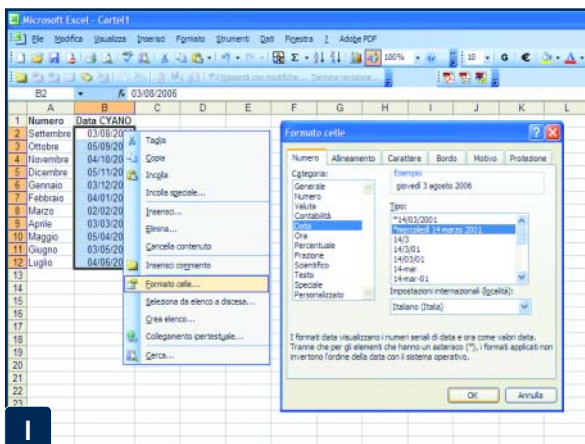 Microsoft Excel - Cartel1
File Modifica Visualizza Inserisci Formato Strumenti Dati Finestra ? Adobe PDF
100% 10 G €
Rispondi con modifiche... Termina revisione...
B2 fx 03/08/2006
A B C D E F G H I J K L
1 Numero Data CYANO
2 Settembre 03/08/20
3 Ottobre 05/09/20
4 Novembre 04/10/20
5 Dicembre 05/11/20
6 Gennaio 03/12/20
7 Febbraio 04/01/20
8 Marzo 02/02/20
9 Aprile 03/03/20
10 Maggio 05/04/20
11 Giugno 03/05/20
12 Luglio 04/06/20
13
14
15
16
17
18
19
20
21
22
23
Taglia
Copia
Incolla
Incolla speciale...
Inserisci...
Elimina...
Cancella contenuto
Inserisci commento
Formato celle...
Seleziona da elenco a discesa...
Crea elenco...
Collegamento ipertestuale...
Cerca...
Formato celle
Numero Allineamento Carattere Bordo Motivo Protezione
Categoria:
Generale
Numero
Valuta
Contabilità
Data
Ora
Percentuale
Frazione
Scientifico
Testo
Speciale
Personalizzato
Esempio
giovedì 3 agosto 2006
Tipo:
*14/03/2001
*mercoledì 14 marzo 2001
14/3
14/3/01
14/03/01
14-mar
14-mar-01
Impostazioni internazionali (località):
Italiano (Italia)
I formati data visualizzano i numeri seriali di data e ora come valori data.
Tranne che per gli elementi che hanno un asterisco (*), i formati applicati non
invertono l'ordine della data con il sistema operativo.
OK Annulla
I